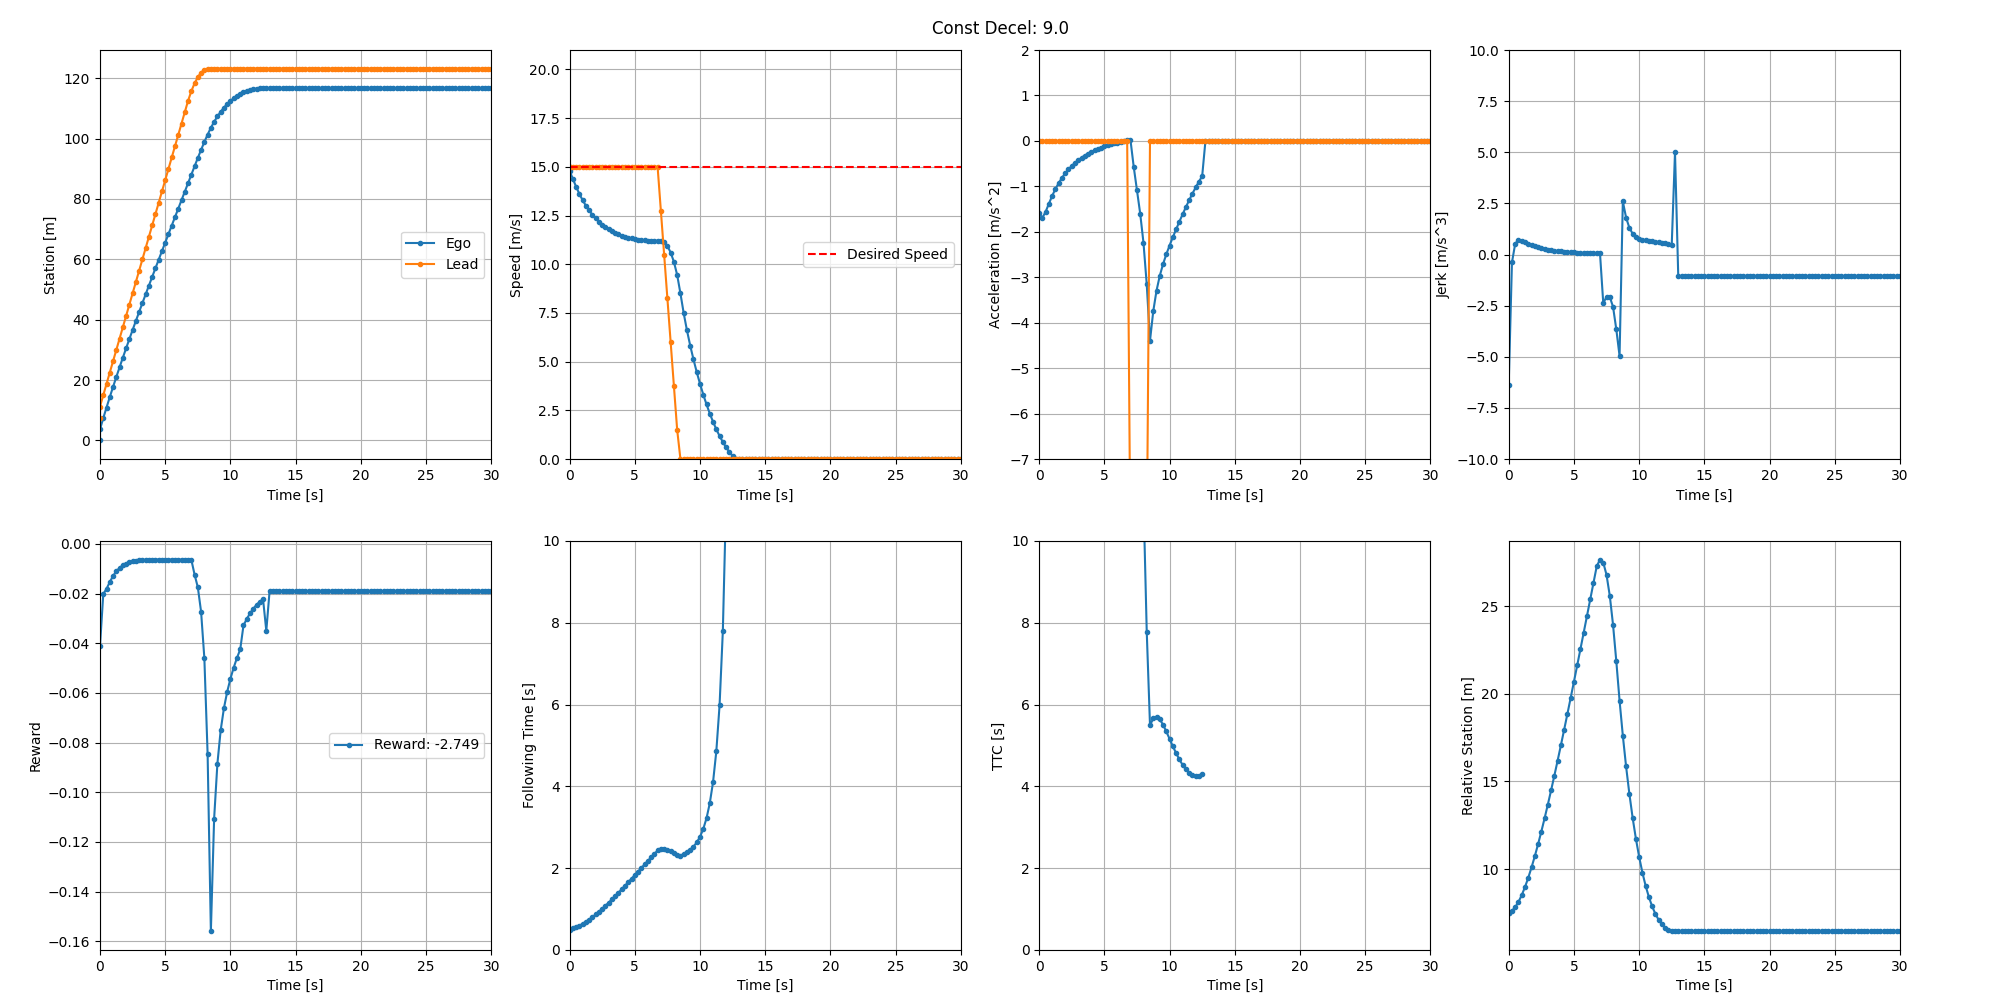 Const Decel: 9.0
Station [m]
0
20
40
60
80
100
120
0 5 10 15 20 25 30
Time [s]
Ego
Lead
Speed [m/s]
0.0
2.5
5.0
7.5
10.0
12.5
15.0
17.5
20.0
0 5 10 15 20 25 30
Time [s]
Desired Speed
Acceleration [m/s^2]
2
1
0
−1
−2
−3
−4
−5
−6
−7
0 5 10 15 20 25 30
Time [s]
Jerk [m/s^3]
10.0
7.5
5.0
2.5
0.0
−2.5
−5.0
−7.5
−10.0
0 5 10 15 20 25 30
Time [s]
Reward
0.00
−0.02
−0.04
−0.06
−0.08
−0.10
−0.12
−0.14
−0.16
0 5 10 15 20 25 30
Time [s]
Reward: -2.749
Following Time [s]
10
8
6
4
2
0
0 5 10 15 20 25 30
Time [s]
TTC [s]
10
8
6
4
2
0
0 5 10 15 20 25 30
Time [s]
Relative Station [m]
25
20
15
10
0 5 10 15 20 25 30
Time [s]